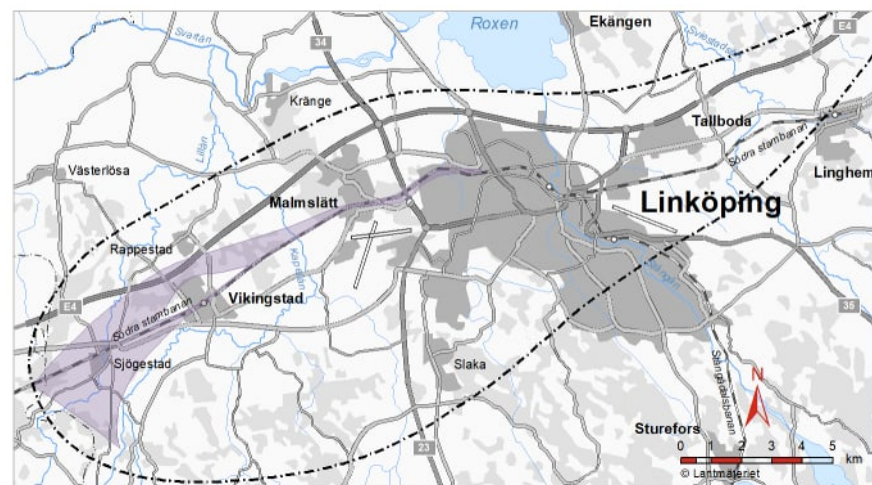 Roxen
Ekängen
E4
Svartån
34
Sviestadsån
Kränge
Tallboda
Södra stambanan
Lillån
Västerlösa
Linghem
Malmslätt
Linköping
Rappestad
Kapellån
Stångån
Vikingstad
E4
Södra stambanan
35
Sjögestad
Slaka
Stångådalsbanan
N
Sturefors
23
0 1 2 3 4 5
km
© Lantmäteriet